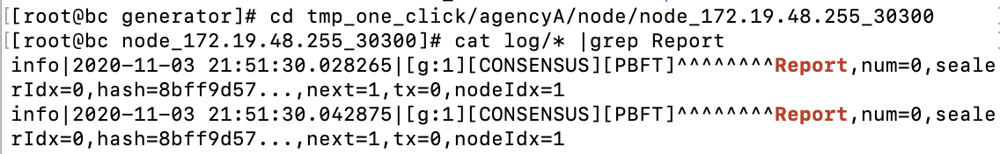 [[root@bc generator]# cd tmp_one_click/agencyA/node/node_172.19.48.255_30300
[[root@bc node_172.19.48.255_30300]# cat log/* |grep Report
info|2020-11-03 21:51:30.028265|[g:1][CONSENSUS][PBFT]^^^^^^^^Report,num=0,seale
rIdx=0,hash=8bff9d57...,next=1,tx=0,nodeIdx=1
info|2020-11-03 21:51:30.042875|[g:1][CONSENSUS][PBFT]^^^^^^^^Report,num=0,seale
rIdx=0,hash=8bff9d57...,next=1,tx=0,nodeIdx=1